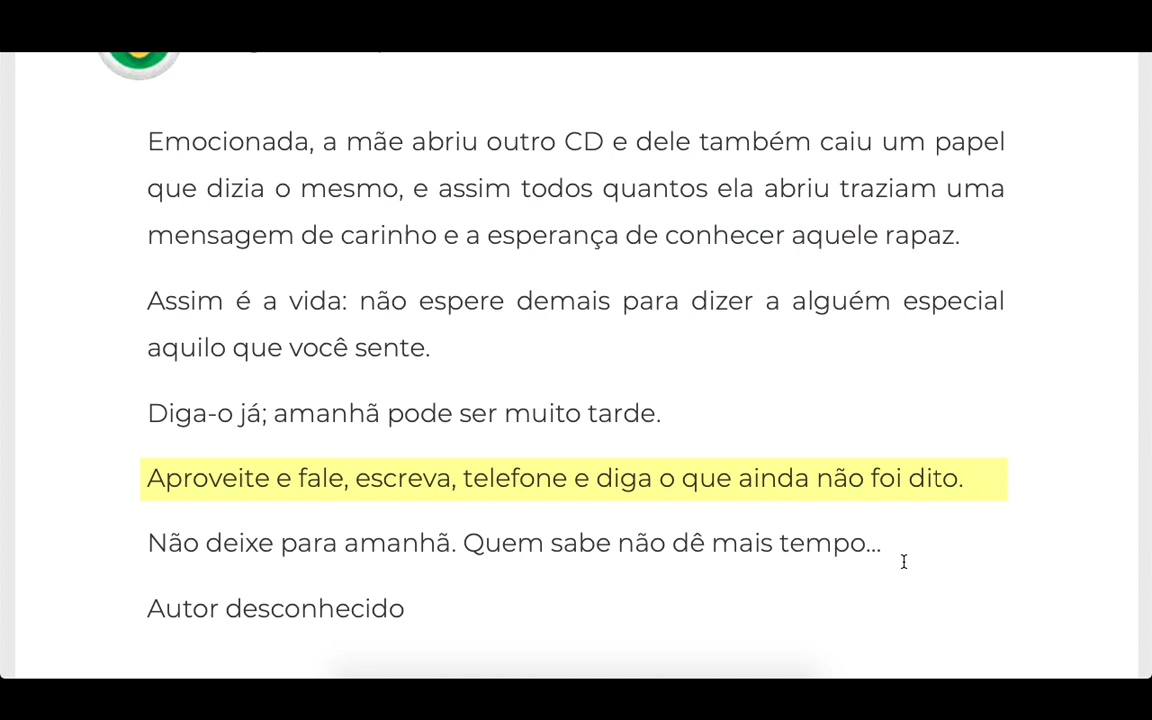 Emocionada, a mãe abriu outro CD e dele também caiu um papel
que dizia o mesmo, e assim todos quantos ela abriu traziam uma
mensagem de carinho e a esperança de conhecer aquele rapaz.
Assim é a vida: não espere demais para dizer a alguém especial
aquilo que você sente.
Diga-o já; amanhã pode ser muito tarde.
Aproveite e fale, escreva, telefone e diga o que ainda não foi dito.
Não deixe para amanhã. Quem sabe não dê mais tempo...
Autor desconhecido